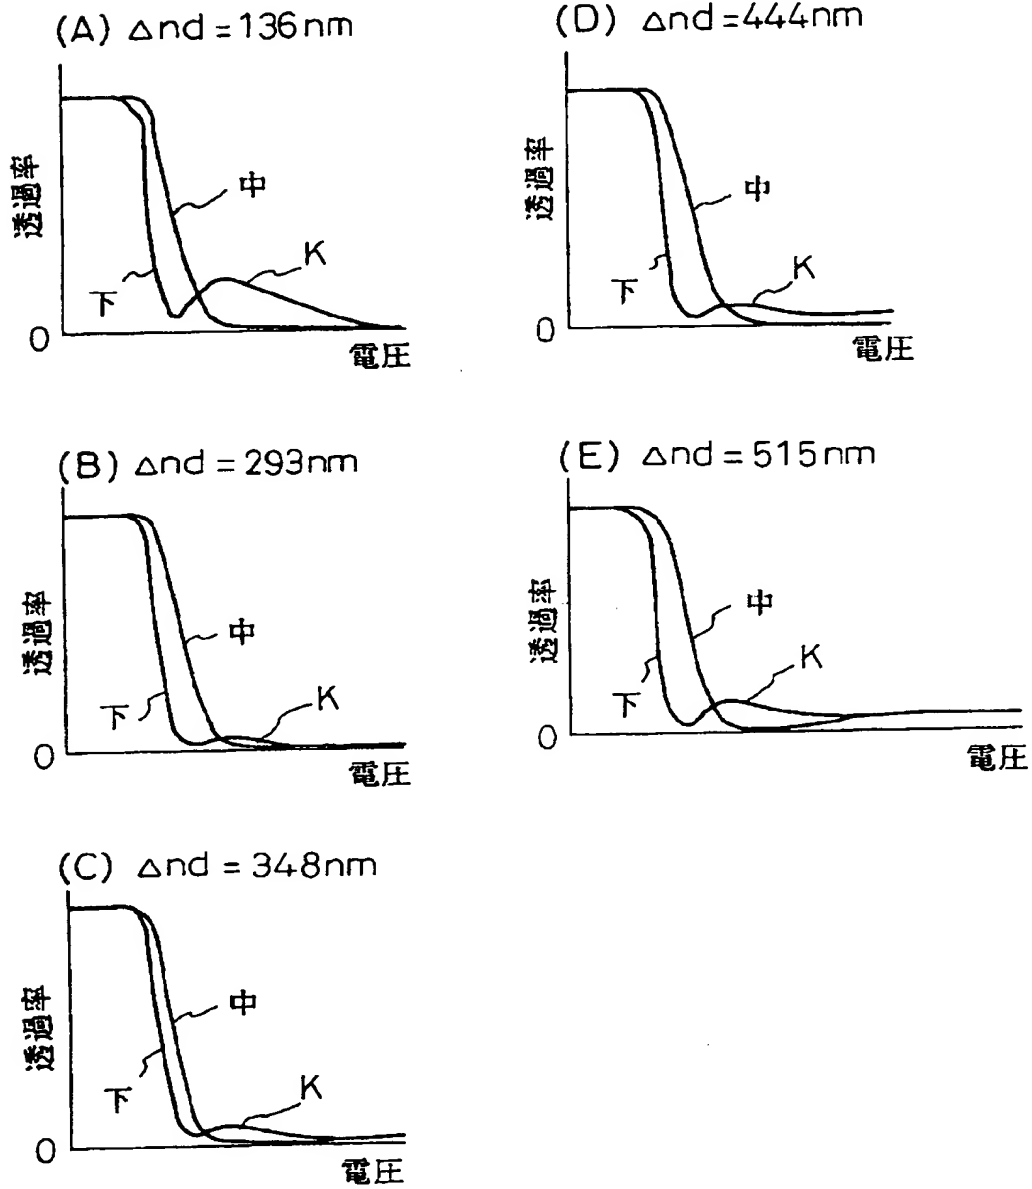 (A) Δnd = 136nm
透過率
中
K
下
0
電圧
(B) Δnd = 293nm
透過率
中
K
下
0
電圧
(C) Δnd = 348nm
透過率
中
K
下
0
電圧
(D) Δnd = 444nm
透過率
中
K
下
0
電圧
(E) Δnd = 515nm
透過率
中
K
下
0
電圧